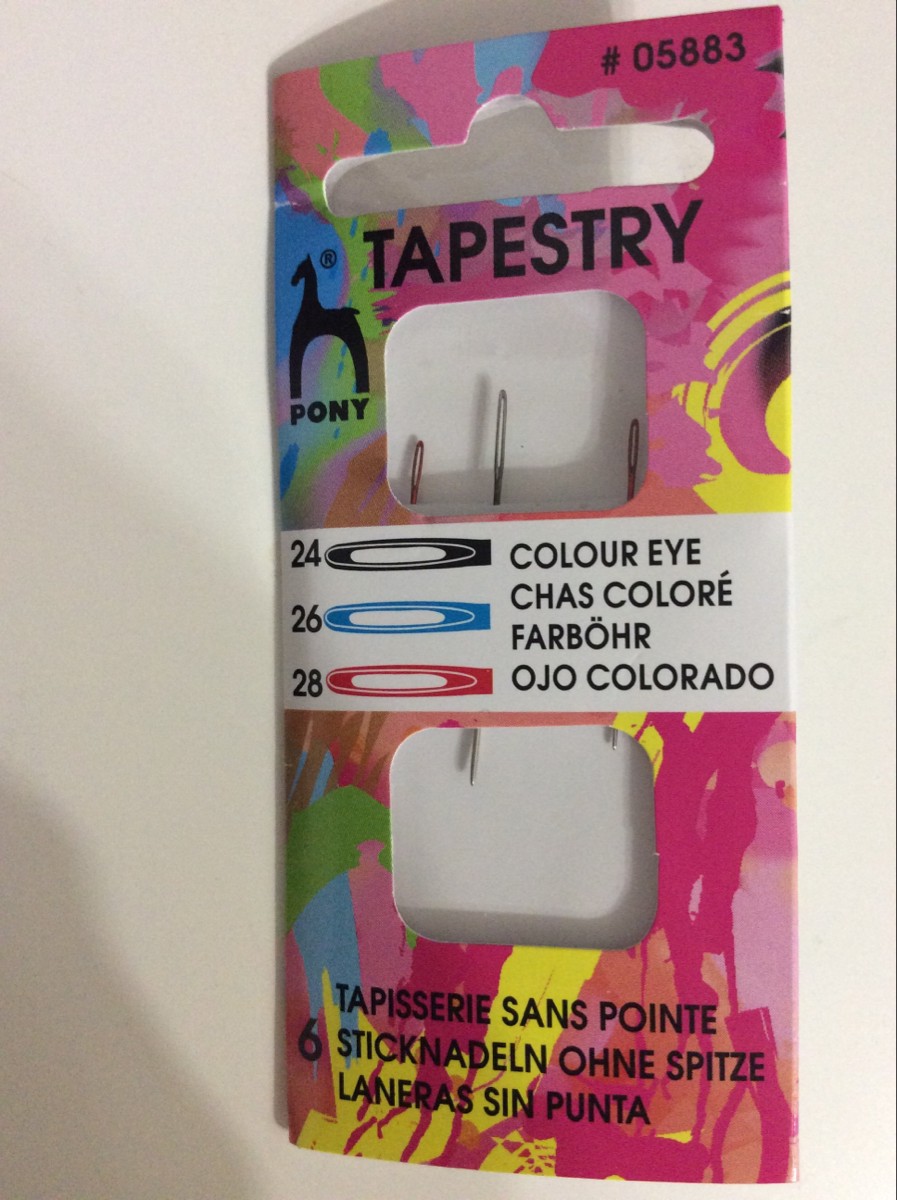 # 05883
TAPESTRY
®
PONY
24
COLOUR EYE
CHAS COLORÉ
26
FARBÖHR
28
OJO COLORADO
TAPISSERIE SANS POINTE
6 STICKNADELN OHNE SPITZE
LANERAS SIN PUNTA